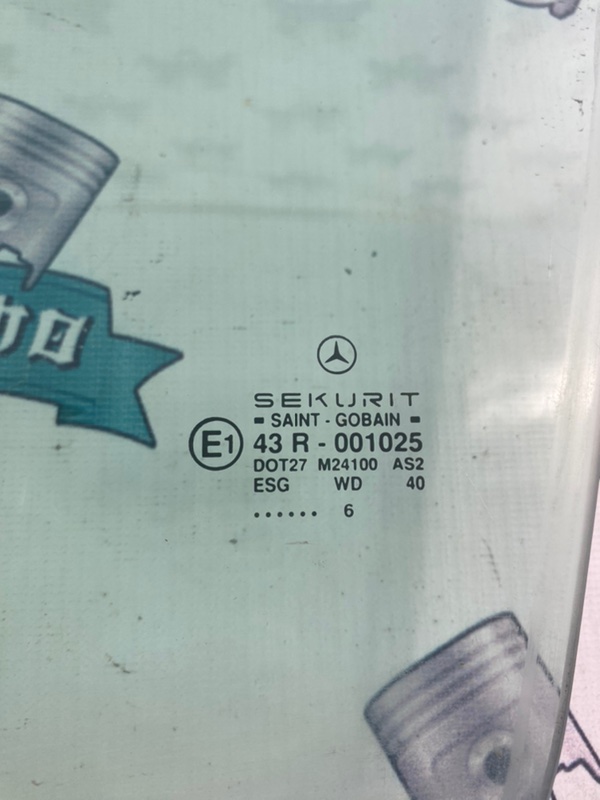 SEKURIT
SAINT - GOBAIN
E1 43 R - 001025
DOT27 M24100 AS2
ESG WD 40
...... 6